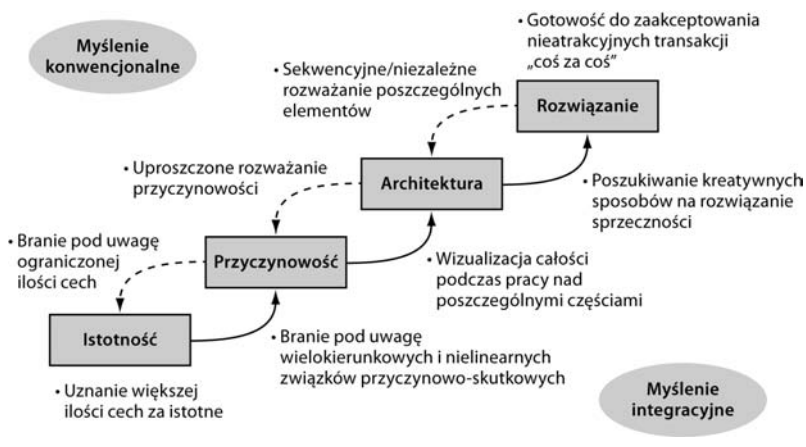 Myślenie
konwencjonalne
• Gotowość do zaakceptowania
nieatrakcyjnych transakcji
„coś za coś”
• Sekwencyjne/niezależne
rozważanie poszczególnych
elementów
Rozwiązanie
• Uproszczone rozważanie
przyczynowości
Architektura
• Poszukiwanie kreatywnych
sposobów na rozwiązanie
sprzeczności
• Branie pod uwagę
ograniczonej
ilości cech
Przyczynowość
• Wizualizacja całości
podczas pracy nad
poszczególnymi częściami
Istotność
• Branie pod uwagę
wielokierunkowych i nielinearnych
związków przyczynowo-skutkowych
• Uznanie większej
ilości cech za istotne
Myślenie
integracyjne